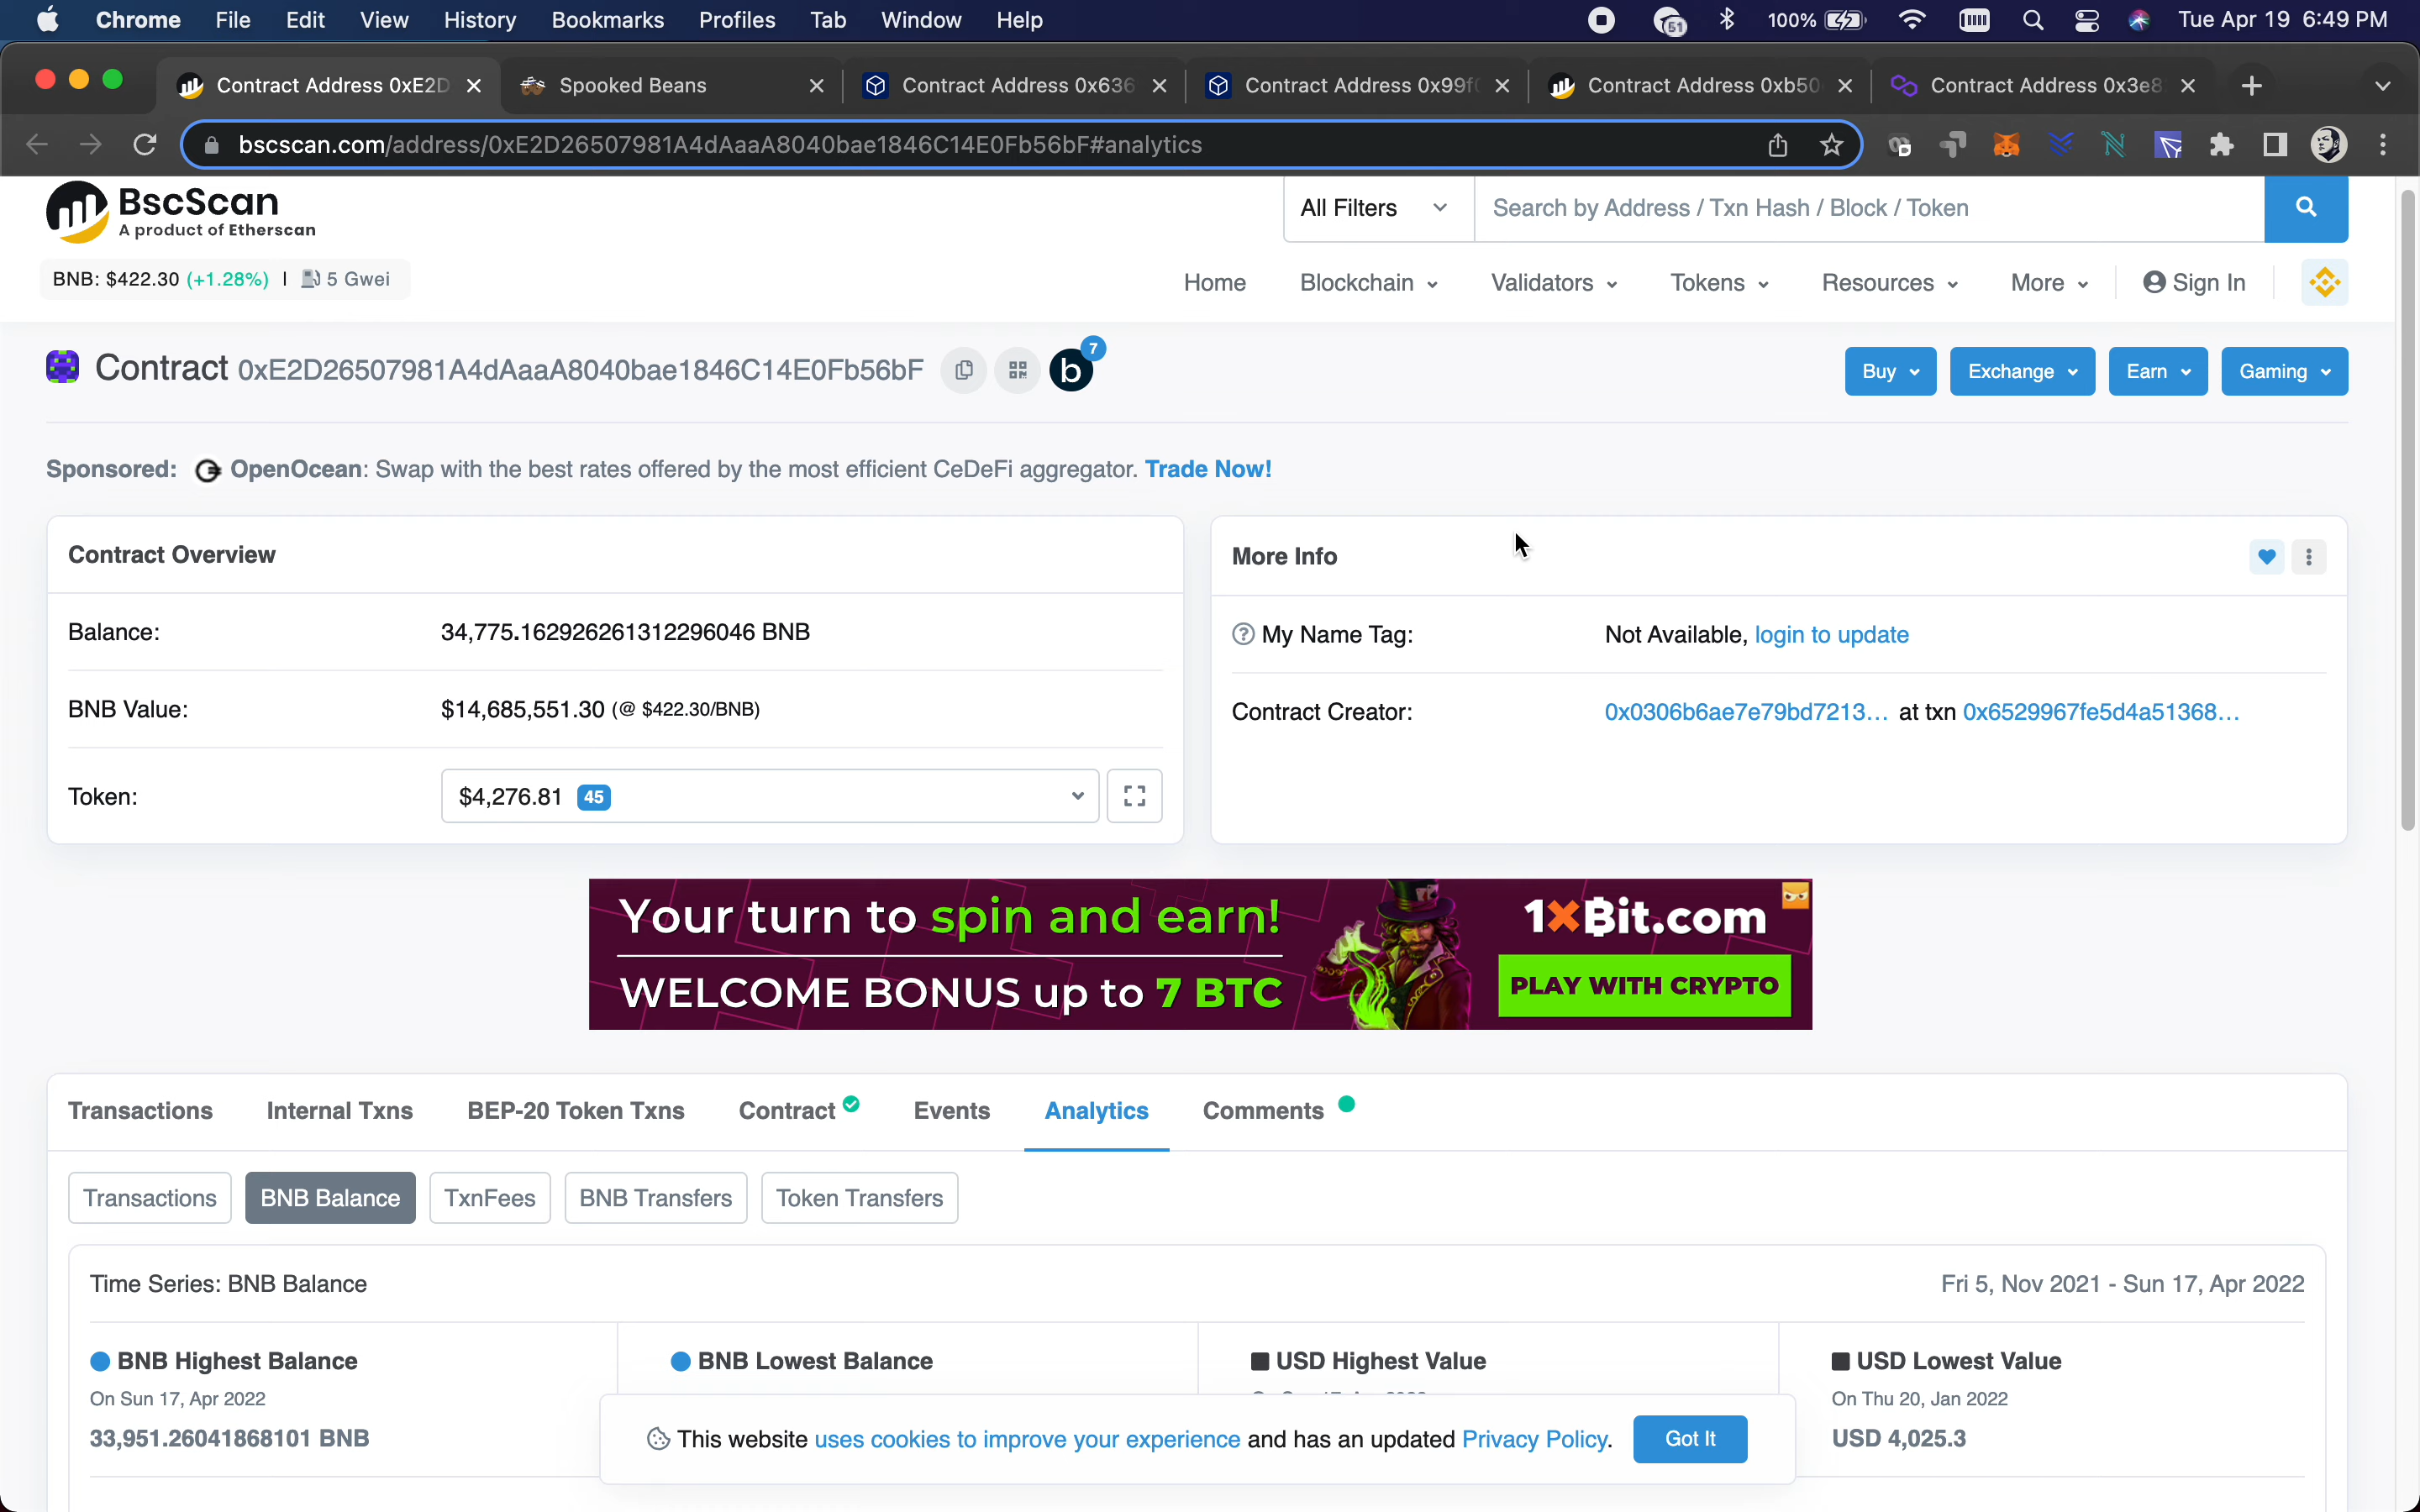 Chrome File Edit View History Bookmarks Profiles Tab Window Help 51 100% Tue Apr 19 6:49 PM
Contract Address 0xE2D Spooked Beans Contract Address 0x636 Contract Address 0x99f Contract Address 0xb50 Contract Address 0x3e8
bscscan.com/address/0xE2D26507981A4dAaaA8040bae1846C14E0Fb56bF#analytics
BscScan
A product of Etherscan
All Filters Search by Address / Txn Hash / Block / Token
BNB: $422.30 (+1.28%) | 5 Gwei
Home Blockchain Validators Tokens Resources More Sign In
Contract 0xE2D26507981A4dAaaA8040bae1846C14E0Fb56bF b 7
Buy Exchange Earn Gaming
Sponsored: OpenOcean: Swap with the best rates offered by the most efficient CeDeFi aggregator. Trade Now!
Contract Overview
Balance: 34,775.162926261312296046 BNB
BNB Value: $14,685,551.30 (@ $422.30/BNB)
Token: $4,276.81 45
More Info
? My Name Tag: Not Available, login to update
Contract Creator: 0x0306b6ae7e79bd7213... at txn 0x6529967fe5d4a51368...
Your turn to spin and earn!
WELCOME BONUS up to 7 BTC
1XBit.com
PLAY WITH CRYPTO
Transactions Internal Txns BEP-20 Token Txns Contract Events Analytics Comments
Transactions BNB Balance TxnFees BNB Transfers Token Transfers
Time Series: BNB Balance Fri 5, Nov 2021 - Sun 17, Apr 2022
BNB Highest Balance
On Sun 17, Apr 2022
33,951.26041868101 BNB
BNB Lowest Balance
USD Highest Value
USD Lowest Value
On Thu 20, Jan 2022
USD 4,025.3
This website uses cookies to improve your experience and has an updated Privacy Policy. Got It